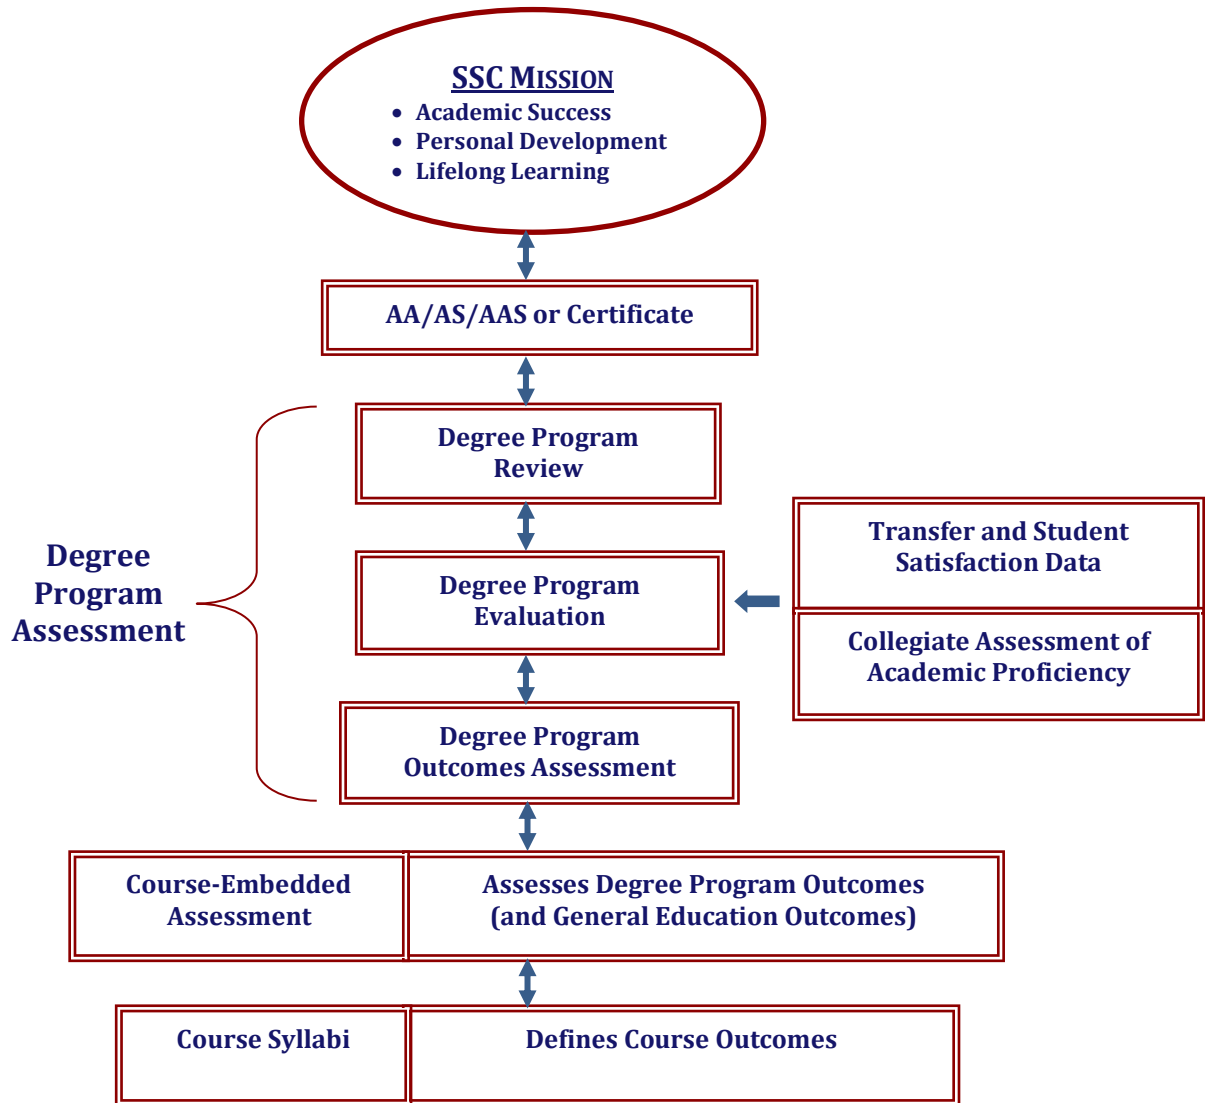 SSC MISSION
• Academic Success
• Personal Development
• Lifelong Learning
AA/AS/AAS or Certificate
Degree Program
Review
Degree
Program
Assessment
Degree Program
Evaluation
Transfer and Student
Satisfaction Data
Collegiate Assessment of
Academic Proficiency
Degree Program
Outcomes Assessment
Course-Embedded
Assessment
Assesses Degree Program Outcomes
(and General Education Outcomes)
Course Syllabi
Defines Course Outcomes